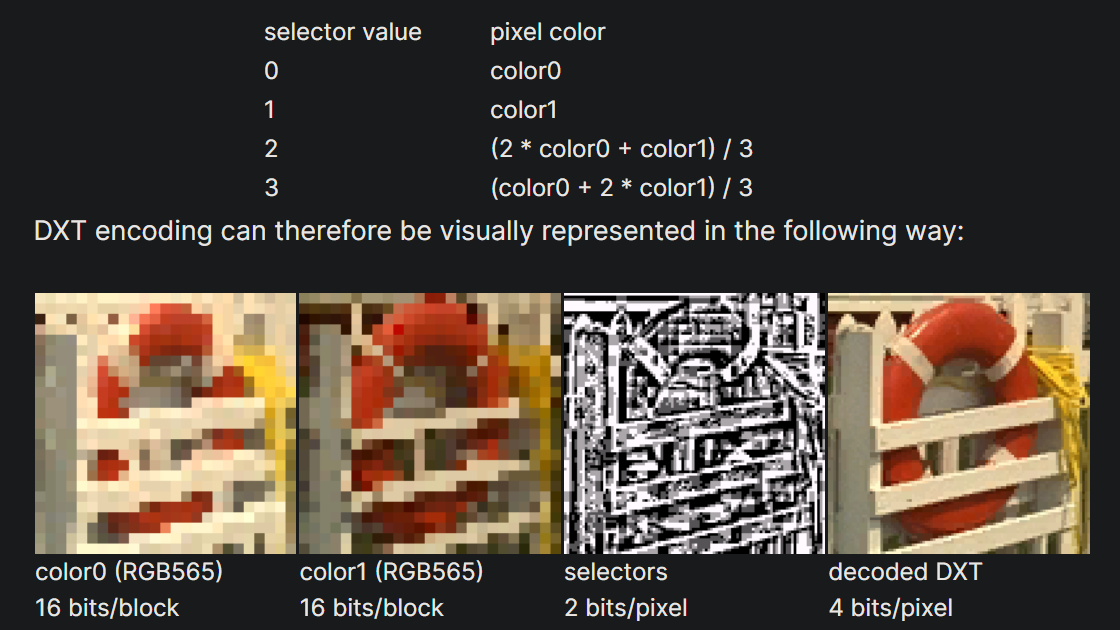 selector value pixel color
0 color0
1 color1
2 (2 * color0 + color1) / 3
3 (color0 + 2 * color1) / 3
DXT encoding can therefore be visually represented in the following way:
color0 (RGB565) color1 (RGB565) selectors decoded DXT
16 bits/block 16 bits/block 2 bits/pixel 4 bits/pixel